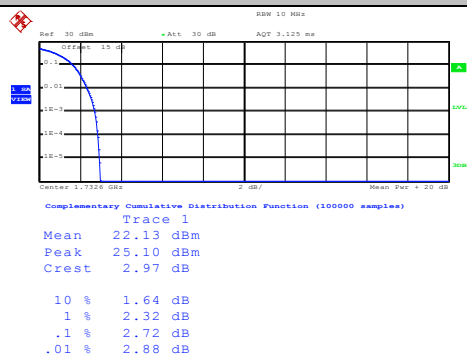 RBW 10 MHz
Ref 30 dBm * Att 30 dB AQT 3.125 ms
Offset 15 dB
0.1
A
0.01
1 SA
VIEW
1E-3
LVL
1E-4
1E-5
3DB
Center 1.7326 GHz 2 dB/ Mean Pwr + 20 dB
Complementary Cumulative Distribution Function (100000 samples)
Trace 1
Mean 22.13 dBm
Peak 25.10 dBm
Crest 2.97 dB
10 % 1.64 dB
1 % 2.32 dB
.1 % 2.72 dB
.01 % 2.88 dB